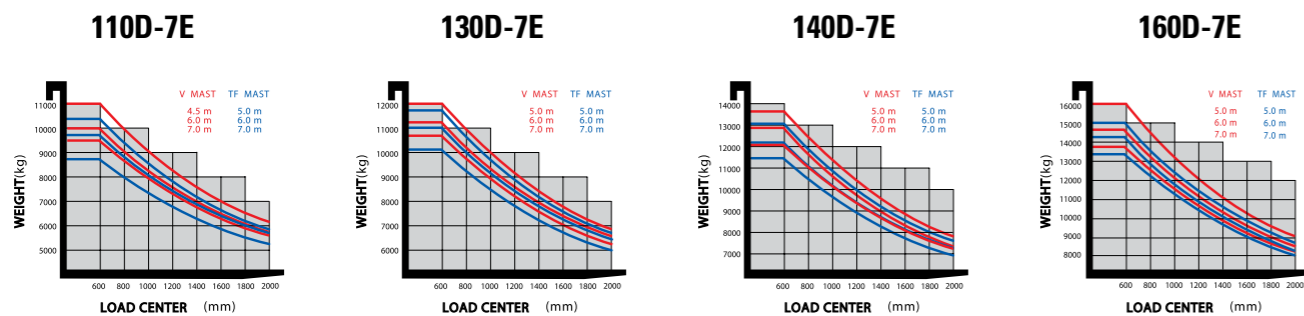 110D-7E
V MAST TF MAST
4.5 m 5.0 m
6.0 m 6.0 m
7.0 m 7.0 m
WEIGHT(kg)
11000
10000
9000
8000
7000
6000
5000
600 800 1000 1200 1400 1600 1800 2000
LOAD CENTER (mm)
130D-7E
V MAST TF MAST
5.0 m 5.0 m
6.0 m 6.0 m
7.0 m 7.0 m
WEIGHT(kg)
12000
11000
10000
9000
8000
7000
6000
600 800 1000 1200 1400 1600 1800 2000
LOAD CENTER (mm)
140D-7E
V MAST TF MAST
5.0 m 5.0 m
6.0 m 6.0 m
7.0 m 7.0 m
WEIGHT(kg)
14000
13000
12000
11000
10000
9000
8000
7000
600 800 1000 1200 1400 1600 1800 2000
LOAD CENTER (mm)
160D-7E
V MAST TF MAST
5.0 m 5.0 m
6.0 m 6.0 m
7.0 m 7.0 m
WEIGHT(kg)
16000
15000
14000
13000
11000
10000
9000
8000
600 800 1000 1200 1400 1600 1800 2000
LOAD CENTER (mm)